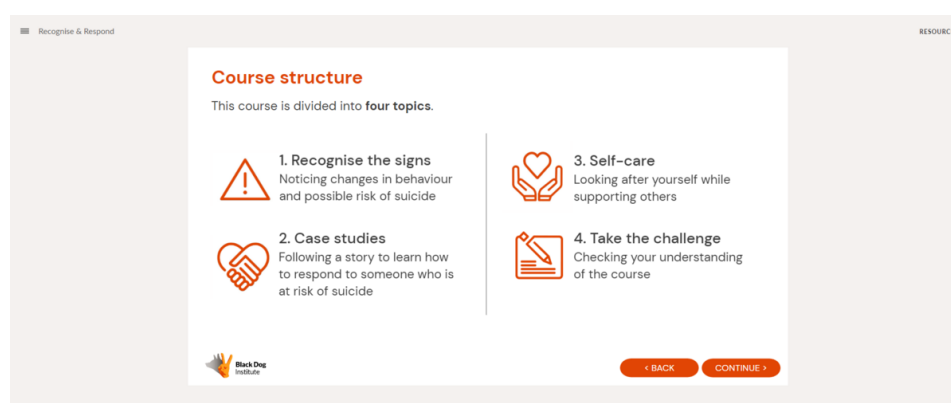 Recognise & Respond
Course structure
This course is divided into four topics.
1. Recognise the signs
Noticing changes in behaviour
and possible risk of suicide
2. Case studies
Following a story to learn how
to respond to someone who is
at risk of suicide
3. Self-care
Looking after yourself while
supporting others
4. Take the challenge
Checking your understanding
of the course
Black Dog
Institute
< BACK
CONTINUE >